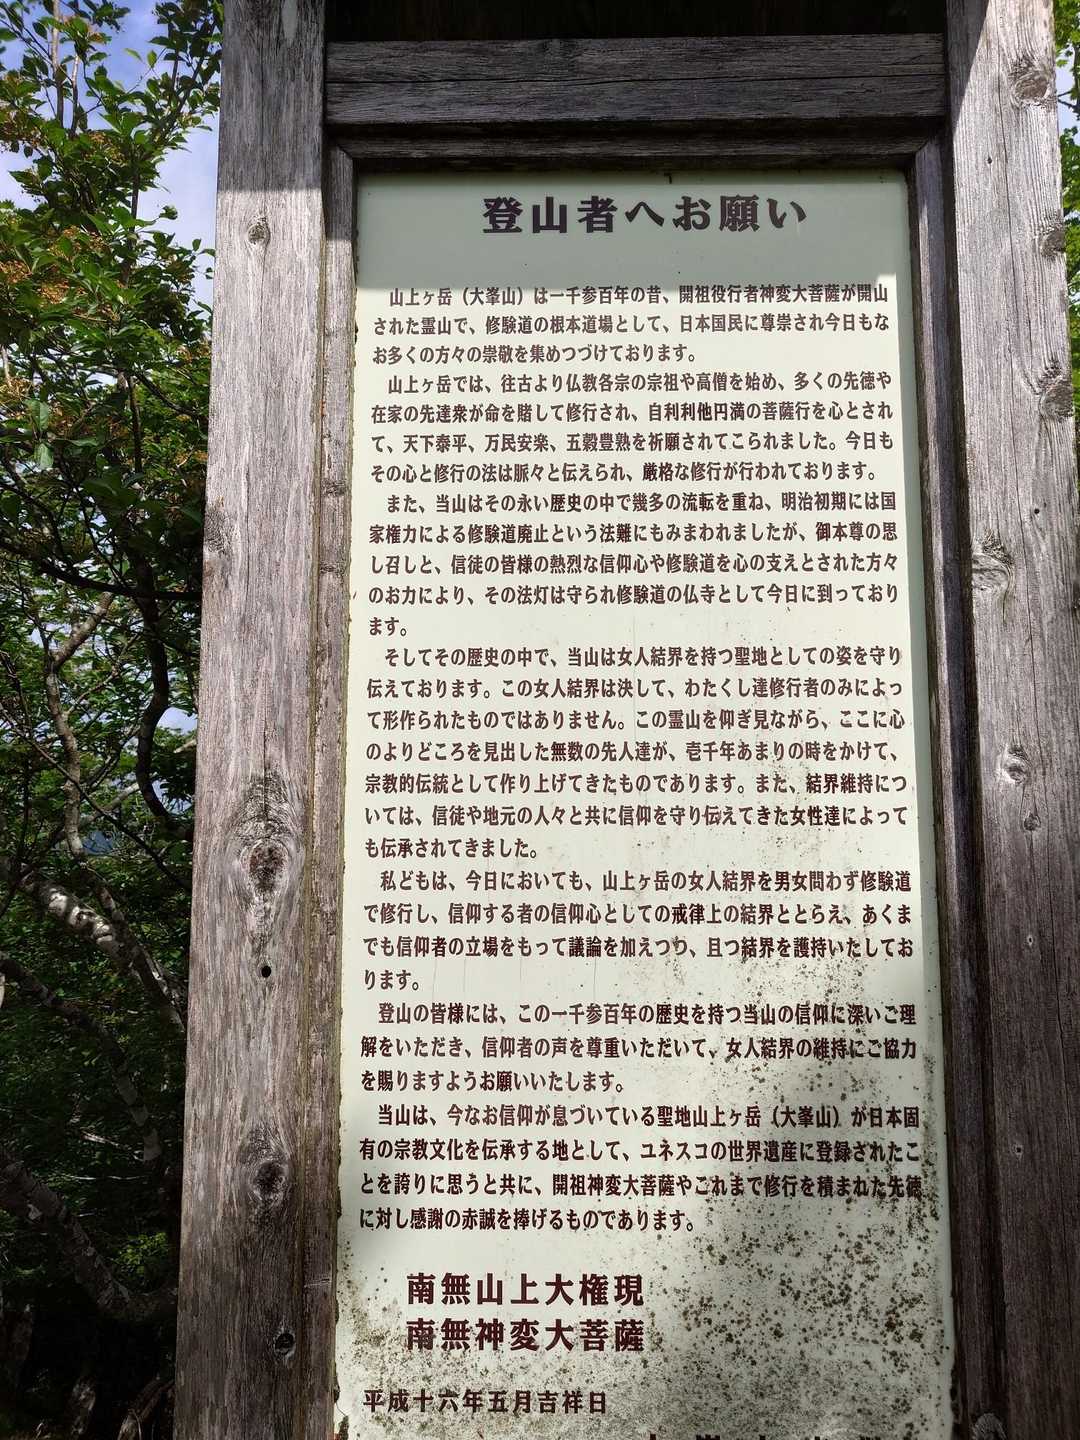 登山者へお願い
山上ヶ岳（大峯山）は一千参百年の昔、開祖役行者神変大菩薩が開山
された霊山で、修験道の根本道場として、日本国民に尊崇され今日もな
お多くの方々の崇敬を集めつづけております。
山上ヶ岳では、往古より仏教各宗の宗祖や高僧を始め、多くの先徳や
在家の先達衆が命を賭して修行され、自利利他円満の菩薩行を心とされ
て、天下泰平、万民安楽、五穀豊熟を祈願されてこられました。今日も
その心と修行の法は脈々と伝えられ、厳格な修行が行われております。
また、当山はその永い歴史の中で幾多の流転を重ね、明治初期には国
家権力による修験道廃止という法難にもみまわれましたが、御本尊の思
し召しと、信徒の皆様の熱烈な信仰心や修験道を心の支えとされた方々
のお力により、その法灯は守られ修験道の仏寺として今日に到っており
ます。
そしてその歴史の中で、当山は女人結界を持つ聖地としての姿を守り
伝えております。この女人結界は決して、わたくし達修行者のみによっ
て形作られたものではありません。この霊山を仰ぎ見ながら、ここに心
のよりどころを見出した無数の先人達が、壱千年あまりの時をかけて、
宗教的伝統として作り上げてきたものであります。また、結界維持につ
いては、信徒や地元の人々と共に信仰を守り伝えてきた女性達によって
も伝承されてきました。
私どもは、今日においても、山上ヶ岳の女人結界を男女問わず修験道
で修行し、信仰する者の信仰心としての戒律上の結界ととらえ、あくま
でも信仰者の立場をもって議論を加えつつ、且つ結界を護持いたしてお
ります。
登山の皆様には、この一千参百年の歴史を持つ当山の信仰に深いご理
解をいただき、信仰者の声を尊重いただいて、女人結界の維持にご協力
を賜りますようお願いいたします。
当山は、今なお信仰が息づいている聖地山上ヶ岳（大峯山）が日本固
有の宗教文化を伝承する地として、ユネスコの世界遺産に登録されたこ
とを誇りに思うと共に、開祖神変大菩薩やこれまで修行を積まれた先徳
に対し感謝の赤誠を捧げるものであります。
南無山上大権現
南無神変大菩薩
平成十六年五月吉祥日